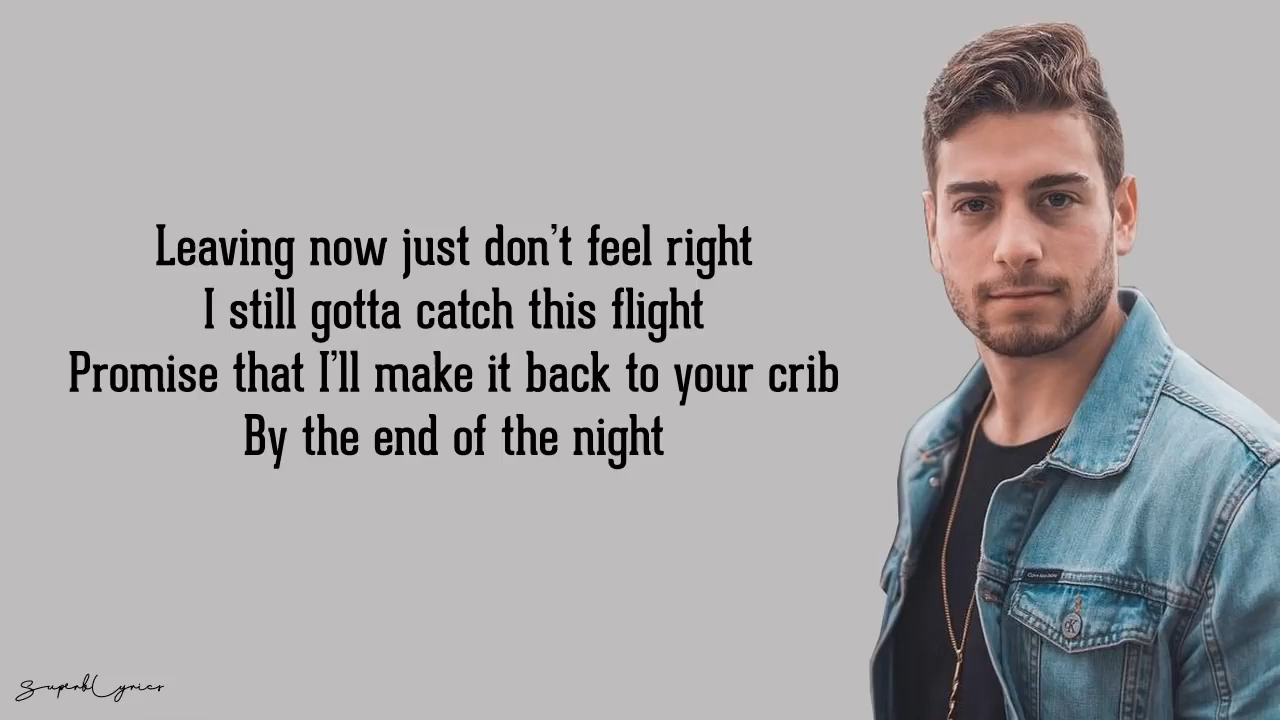 Leaving now just don't feel right
I still gotta catch this flight
Promise that I'll make it back to your crib
By the end of the night
SuperbLyrics
CK